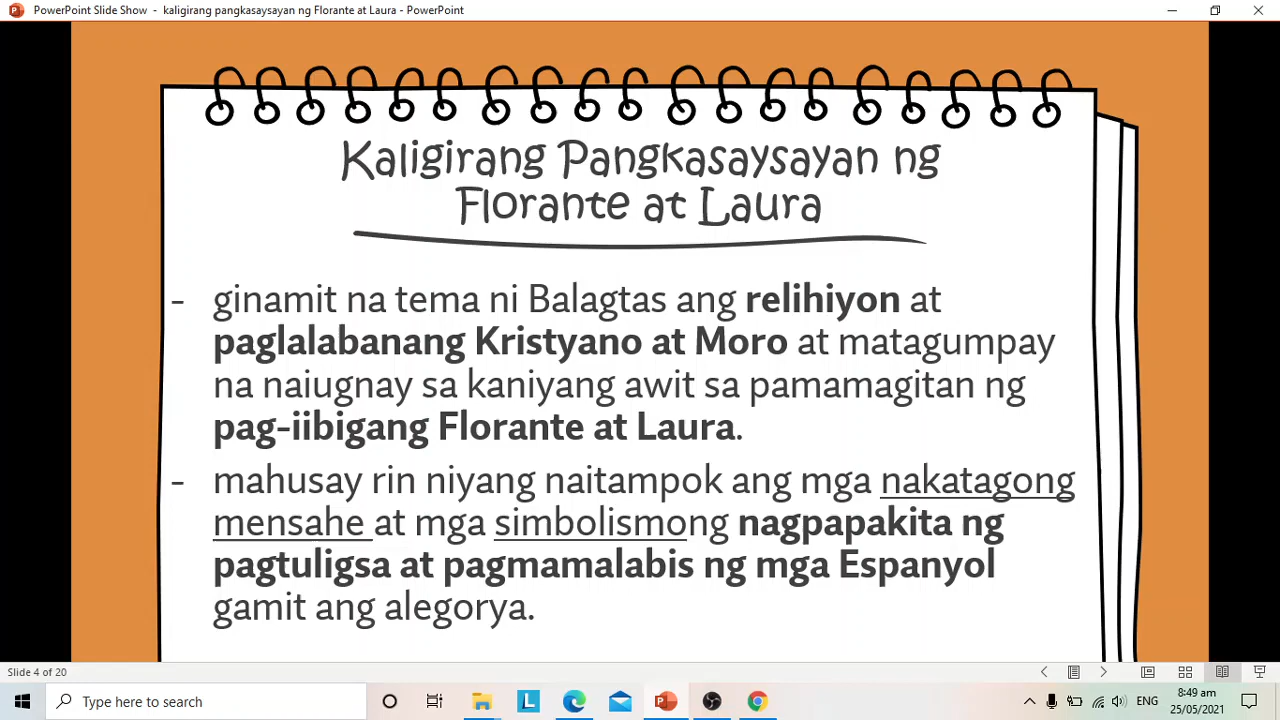 PowerPoint Slide Show - kaligirang pangkasaysayan ng Florante at Laura - PowerPoint
Kaligirang Pangkasaysayan ng
Florante at Laura
- ginamit na tema ni Balagtas ang relihiyon at
paglalabanang Kristyano at Moro at matagumpay
na naiugnay sa kaniyang awit sa pamamagitan ng
pag-iibigang Florante at Laura.
- mahusay rin niyang naitampok ang mga nakatagong
mensahe at mga simbolismong nagpapakita ng
pagtuligsa at pagmamalabis ng mga Espanyol
gamit ang alegorya.
Slide 4 of 20
Type here to search
L
ENG
8:49 am
25/05/2021